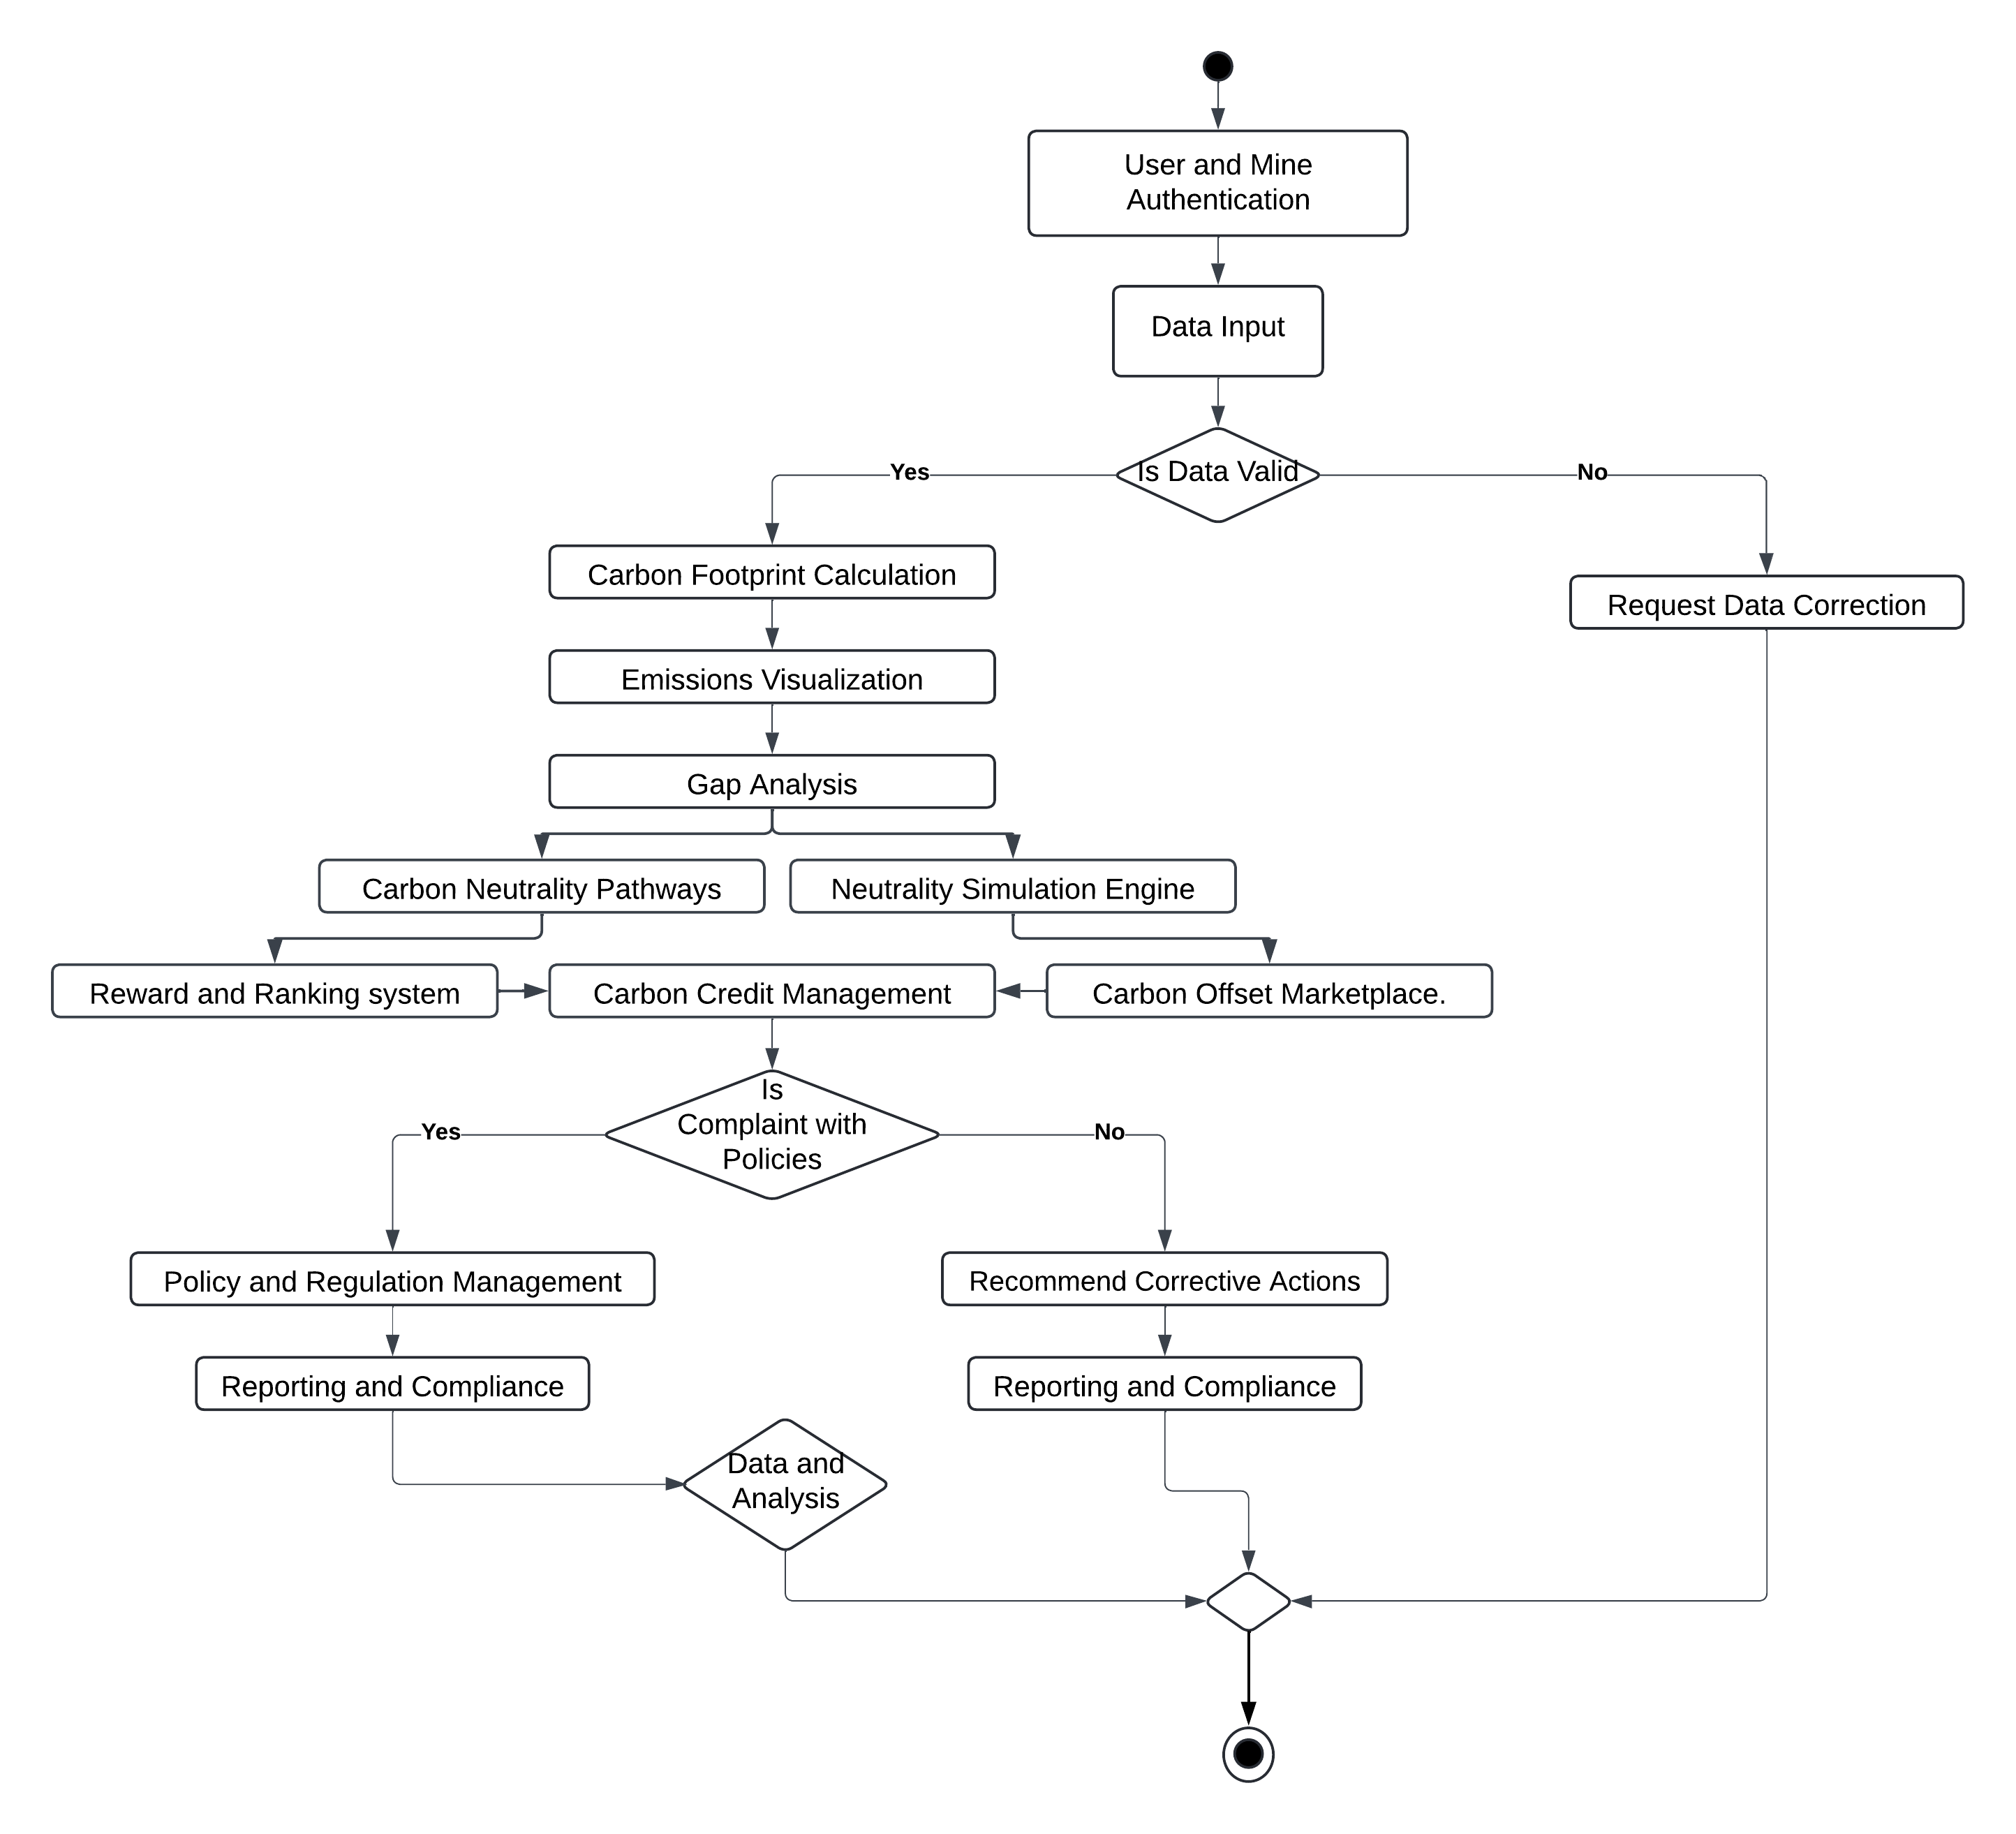 User and Mine
Authentication
Data Input
Is Data Valid
Yes
No
Carbon Footprint Calculation
Request Data Correction
Emissions Visualization
Gap Analysis
Carbon Neutrality Pathways
Neutrality Simulation Engine
Reward and Ranking system
Carbon Credit Management
Carbon Offset Marketplace.
Is
Complaint with
Policies
Yes
No
Policy and Regulation Management
Recommend Corrective Actions
Reporting and Compliance
Reporting and Compliance
Data and
Analysis